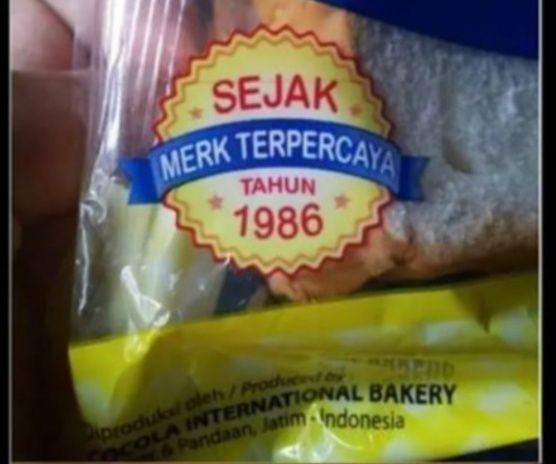 SEJAK
MERK TERPERCAYA
TAHUN
1986
Diproduksi oleh / Produced by
COCOLA INTERNATIONAL BAKERY
& Pandaan, Jatim - Indonesia